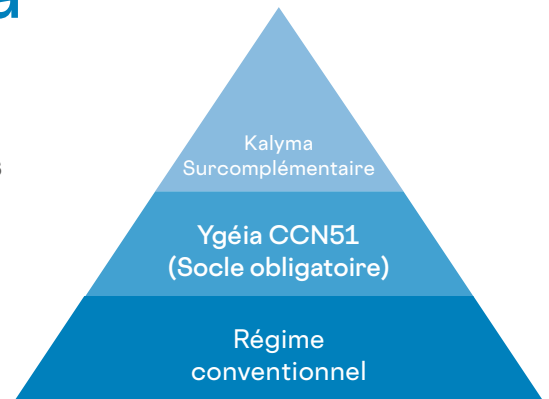 Kalyma
Surcomplémentaire
Ygéia CCN51
(Socle obligatoire)
Régime
conventionnel